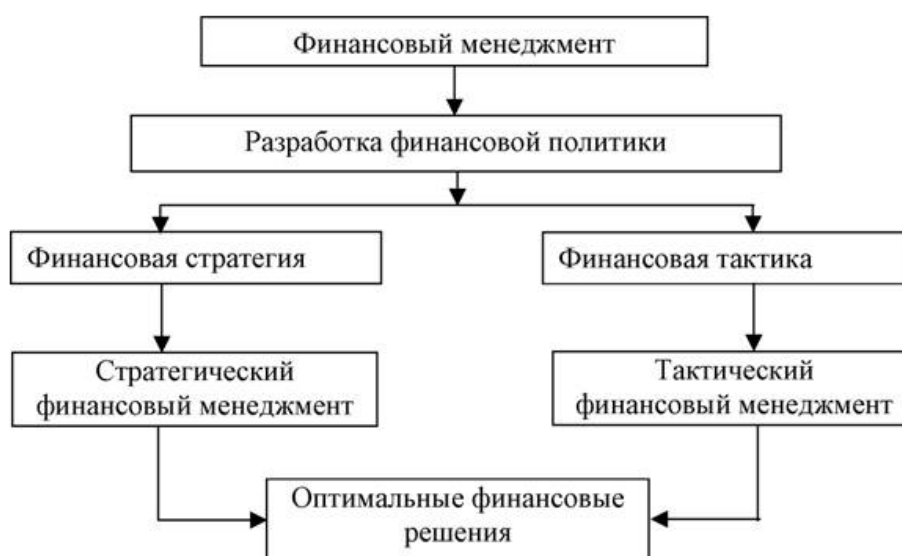 Финансовый менеджмент
Разработка финансовой политики
Финансовая стратегия
Финансовая тактика
Стратегический
финансовый менеджмент
Тактический
финансовый менеджмент
Оптимальные финансовые
решения